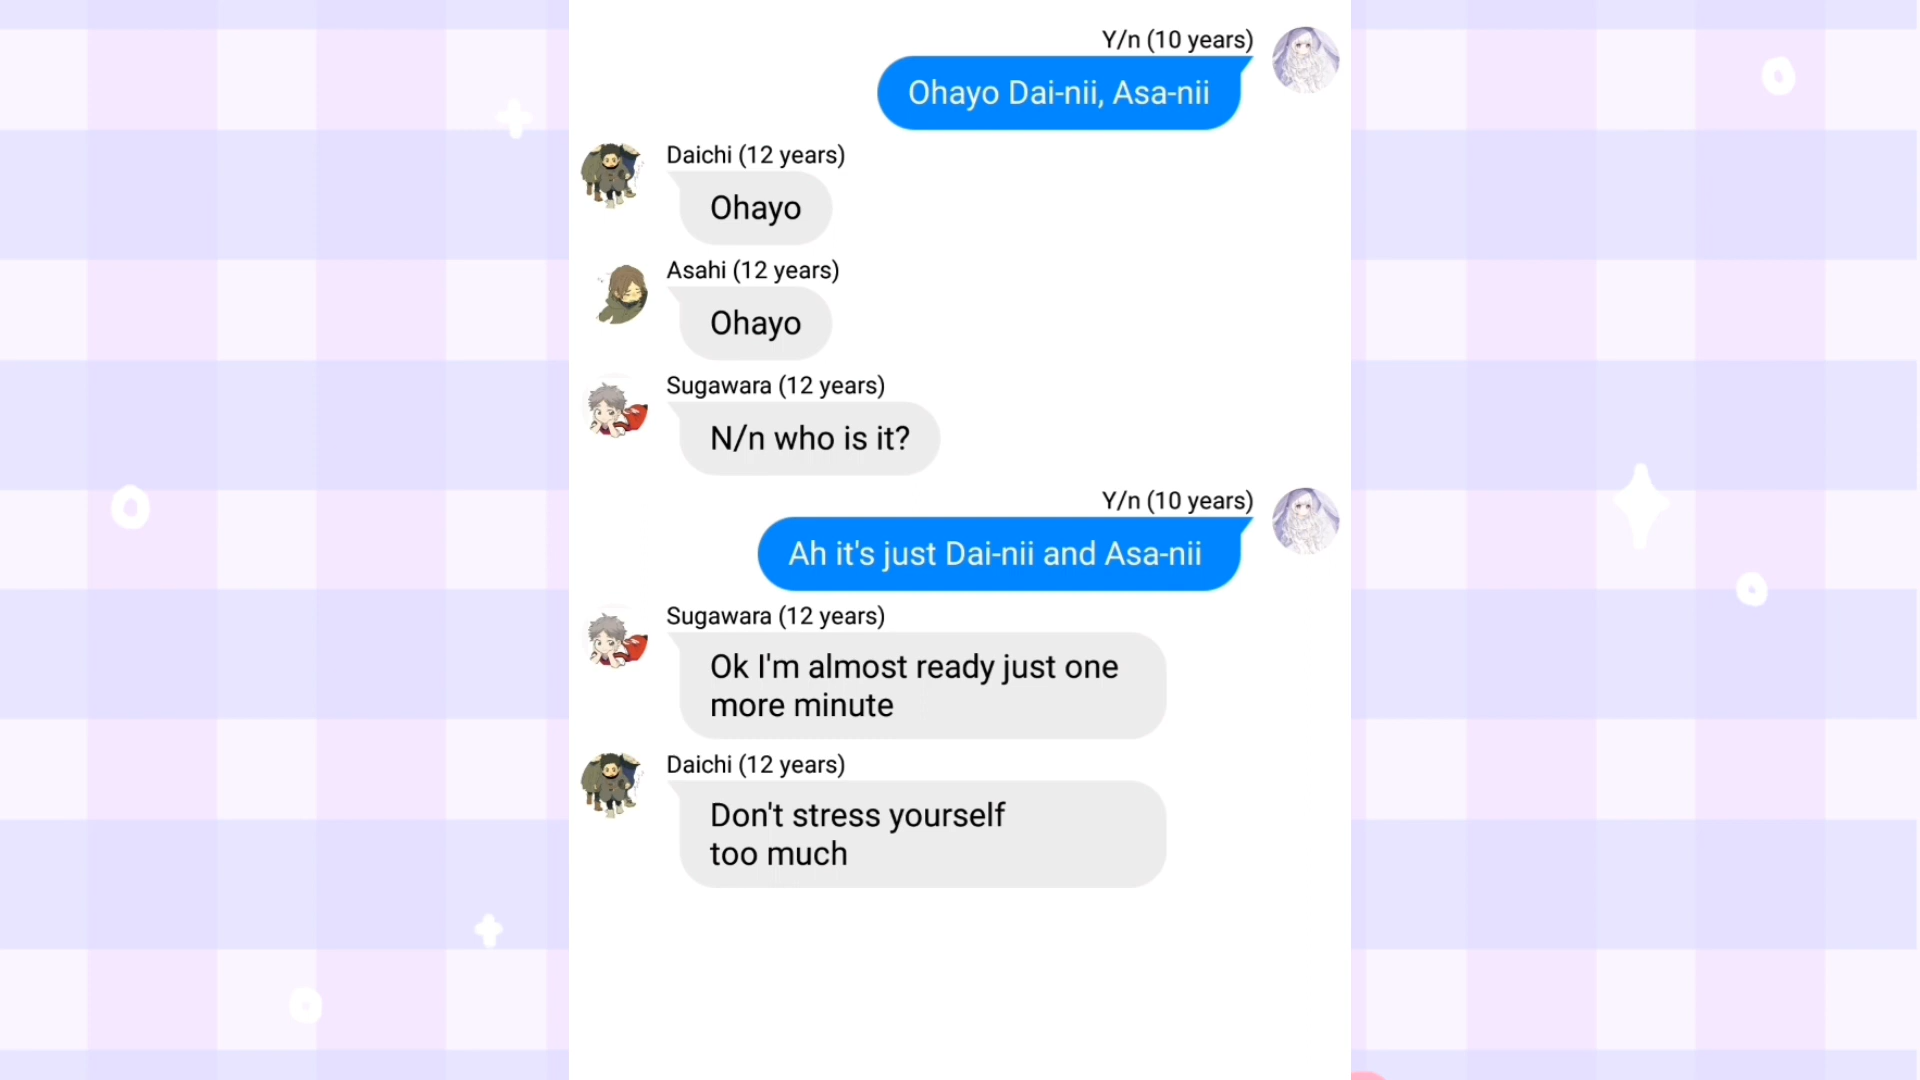 Y/n (10 years)
Ohayo Dai-nii, Asa-nii
Daichi (12 years)
Ohayo
Asahi (12 years)
Ohayo
Sugawara (12 years)
N/n who is it?
Y/n (10 years)
Ah it's just Dai-nii and Asa-nii
Sugawara (12 years)
Ok I'm almost ready just one
more minute
Daichi (12 years)
Don't stress yourself
too much